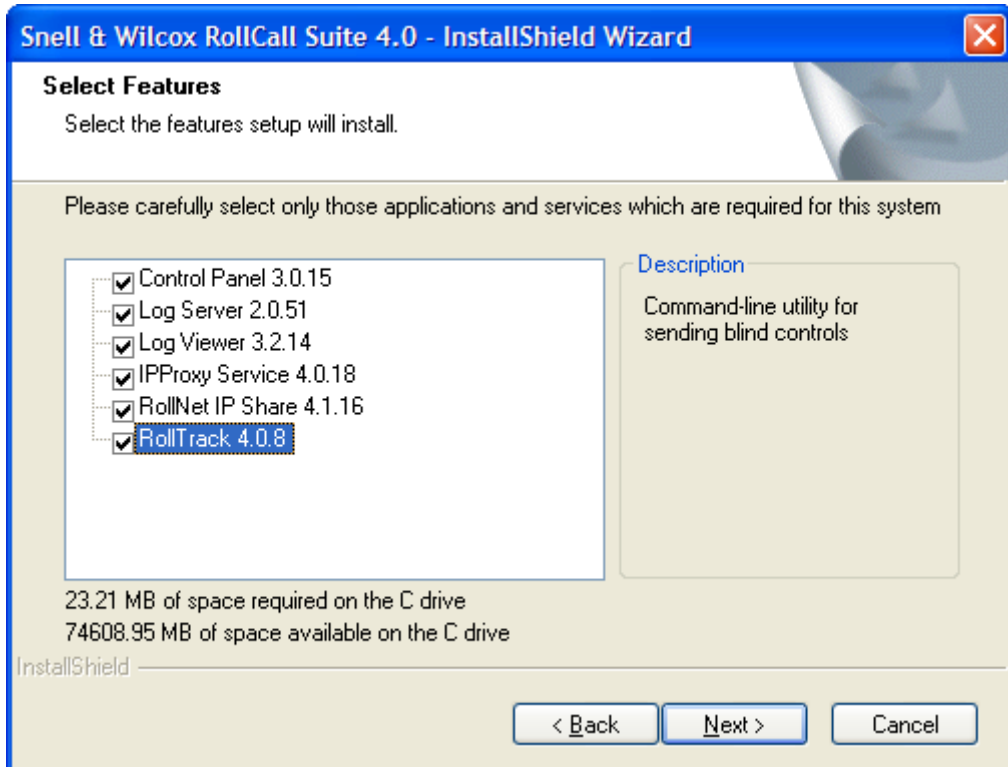 Snell & Wilcox RollCall Suite 4.0 - InstallShield Wizard
Select Features
Select the features setup will install.
Please carefully select only those applications and services which are required for this system
Control Panel 3.0.15
Log Server 2.0.51
Log Viewer 3.2.14
IPProxy Service 4.0.18
RollNet IP Share 4.1.16
RollTrack 4.0.8
Description
Command-line utility for
sending blind controls
23.21 MB of space required on the C drive
74608.95 MB of space available on the C drive
InstallShield
< Back
Next >
Cancel